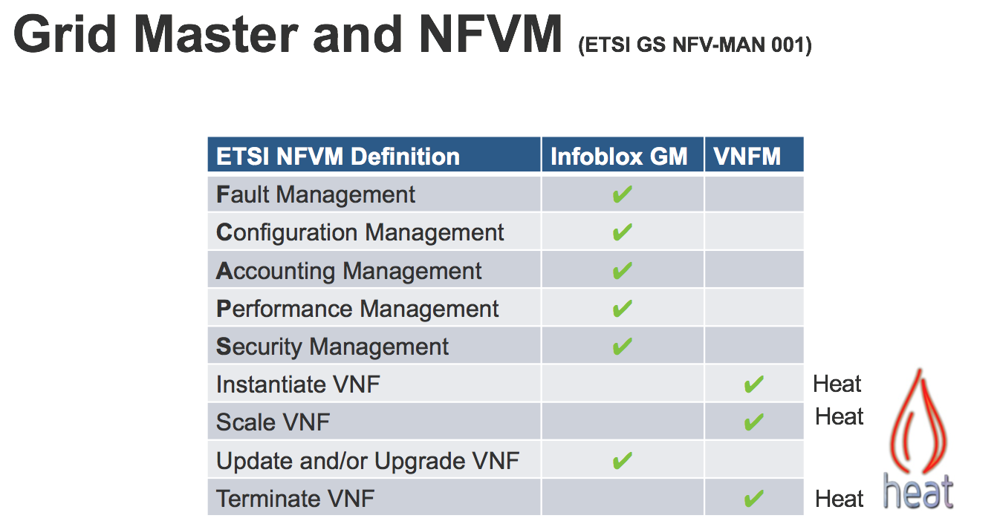 Grid Master and NFVM (ETSI GS NFV-MAN 001)
ETSI NFVM Definition Infoblox GM VNFM
Fault Management ✔
Configuration Management ✔
Accounting Management ✔
Performance Management ✔
Security Management ✔
Instantiate VNF ✔ Heat
Scale VNF ✔ Heat
Update and/or Upgrade VNF ✔
Terminate VNF ✔ Heat
heat